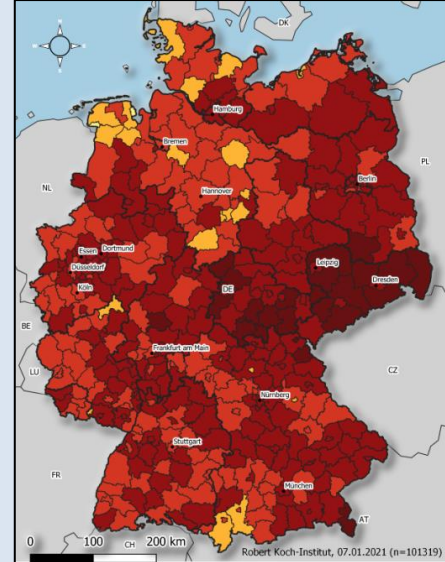 DK
Hamburg
Bremen
PL
Berlin
NL
Hannover
Essen
Dortmund
Düsseldorf
Leipzig
Köln
Dresden
DE
BE
Frankfurt am Main
LU
CZ
Nürnberg
Stuttgart
FR
München
AT
0 100 200 km
CH
Robert Koch-Institut, 07.01.2021 (n=101319)